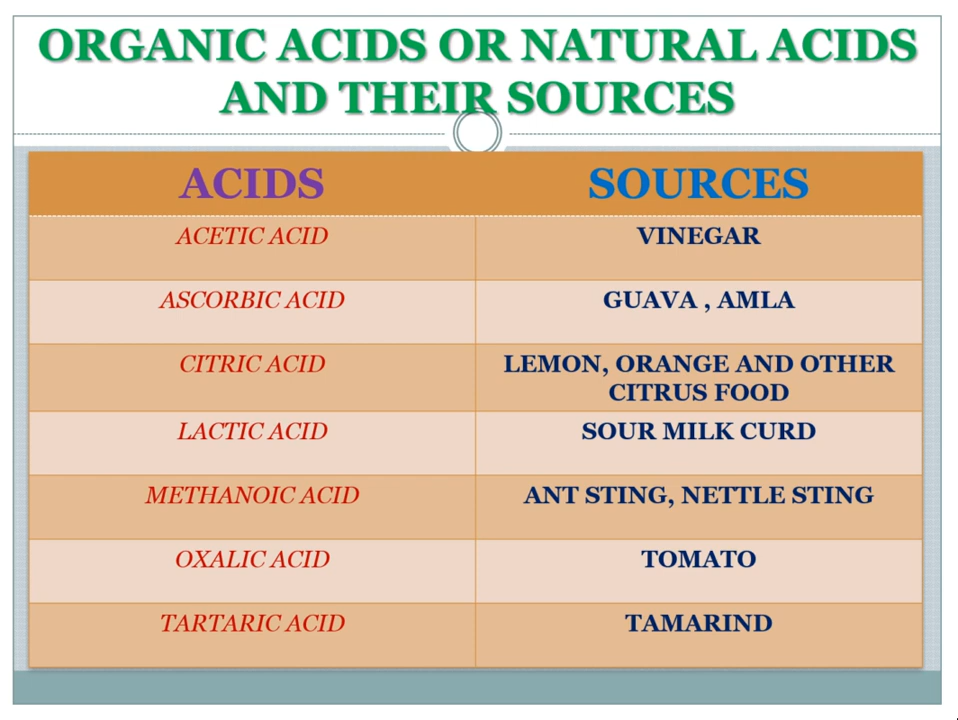 ORGANIC ACIDS OR NATURAL ACIDS
AND THEIR SOURCES
ACIDS SOURCES
ACETIC ACID VINEGAR
ASCORBIC ACID GUAVA , AMLA
CITRIC ACID LEMON, ORANGE AND OTHER
CITRUS FOOD
LACTIC ACID SOUR MILK CURD
METHANOIC ACID ANT STING, NETTLE STING
OXALIC ACID TOMATO
TARTARIC ACID TAMARIND